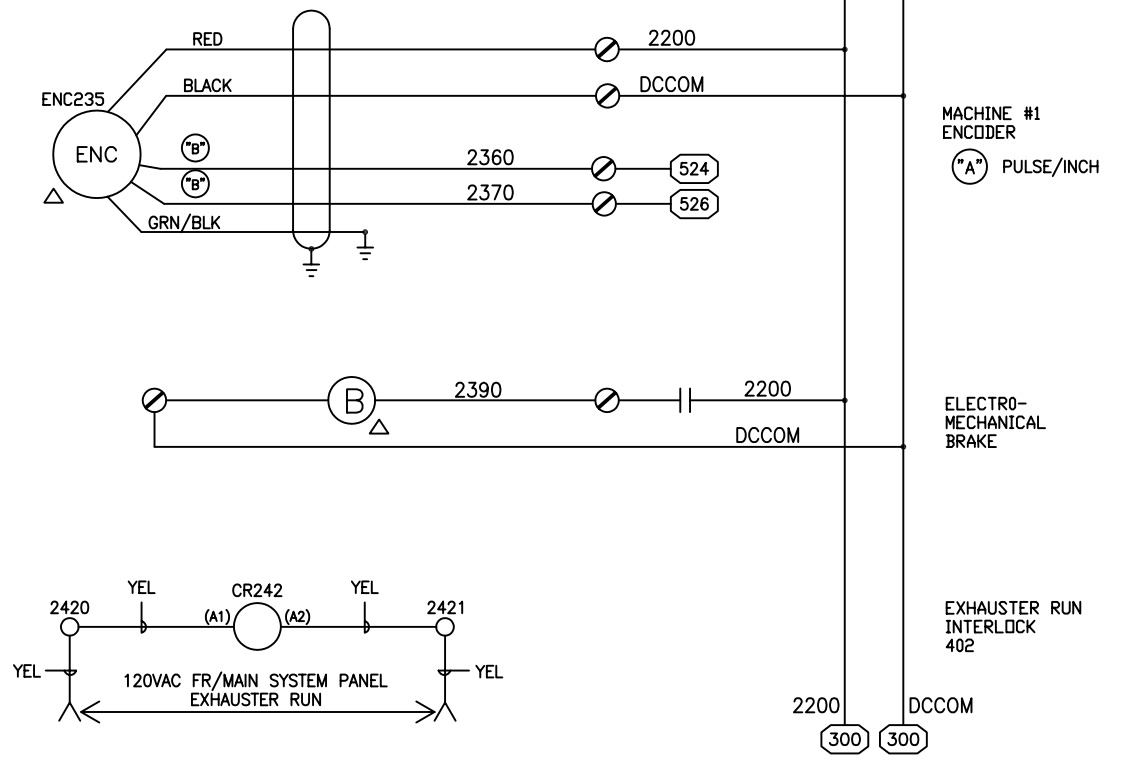 RED
2200
BLACK
DCCOM
ENC235
MACHINE #1
ENCODER
ENC
"B"
2360
524
"A" PULSE/INCH
"B"
2370
526
GRN/BLK
B
2390
2200
ELECTRO-
MECHANICAL
BRAKE
DCCOM
YEL
CR242
YEL
2420
(A1)
(A2)
2421
EXHAUSTER RUN
INTERLOCK
402
YEL
YEL
120VAC FR/MAIN SYSTEM PANEL
EXHAUSTER RUN
2200
DCCOM
300
300